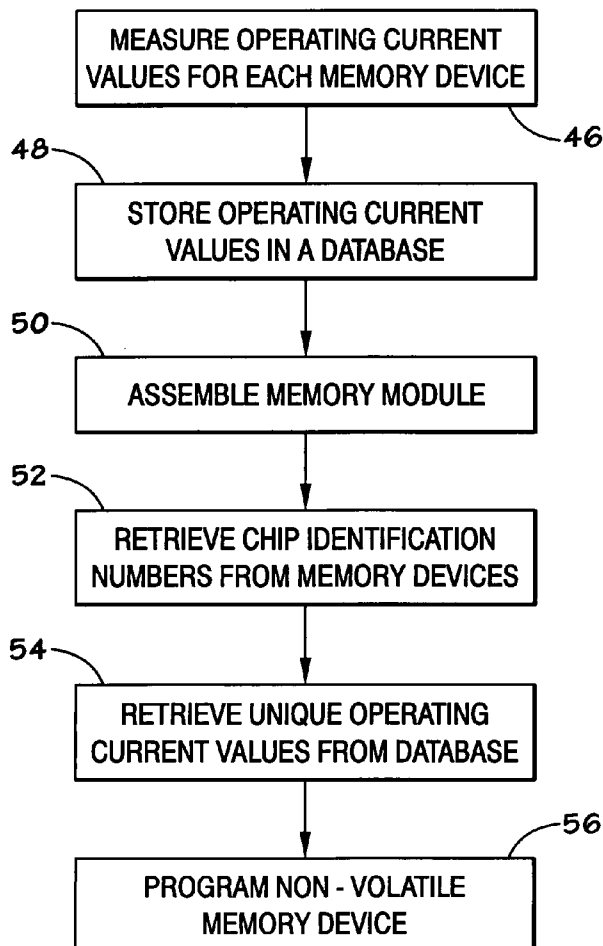 MEASURE OPERATING CURRENT
VALUES FOR EACH MEMORY DEVICE
46
48
STORE OPERATING CURRENT
VALUES IN A DATABASE
50
ASSEMBLE MEMORY MODULE
52
RETRIEVE CHIP IDENTIFICATION
NUMBERS FROM MEMORY DEVICES
54
RETRIEVE UNIQUE OPERATING
CURRENT VALUES FROM DATABASE
56
PROGRAM NON - VOLATILE
MEMORY DEVICE